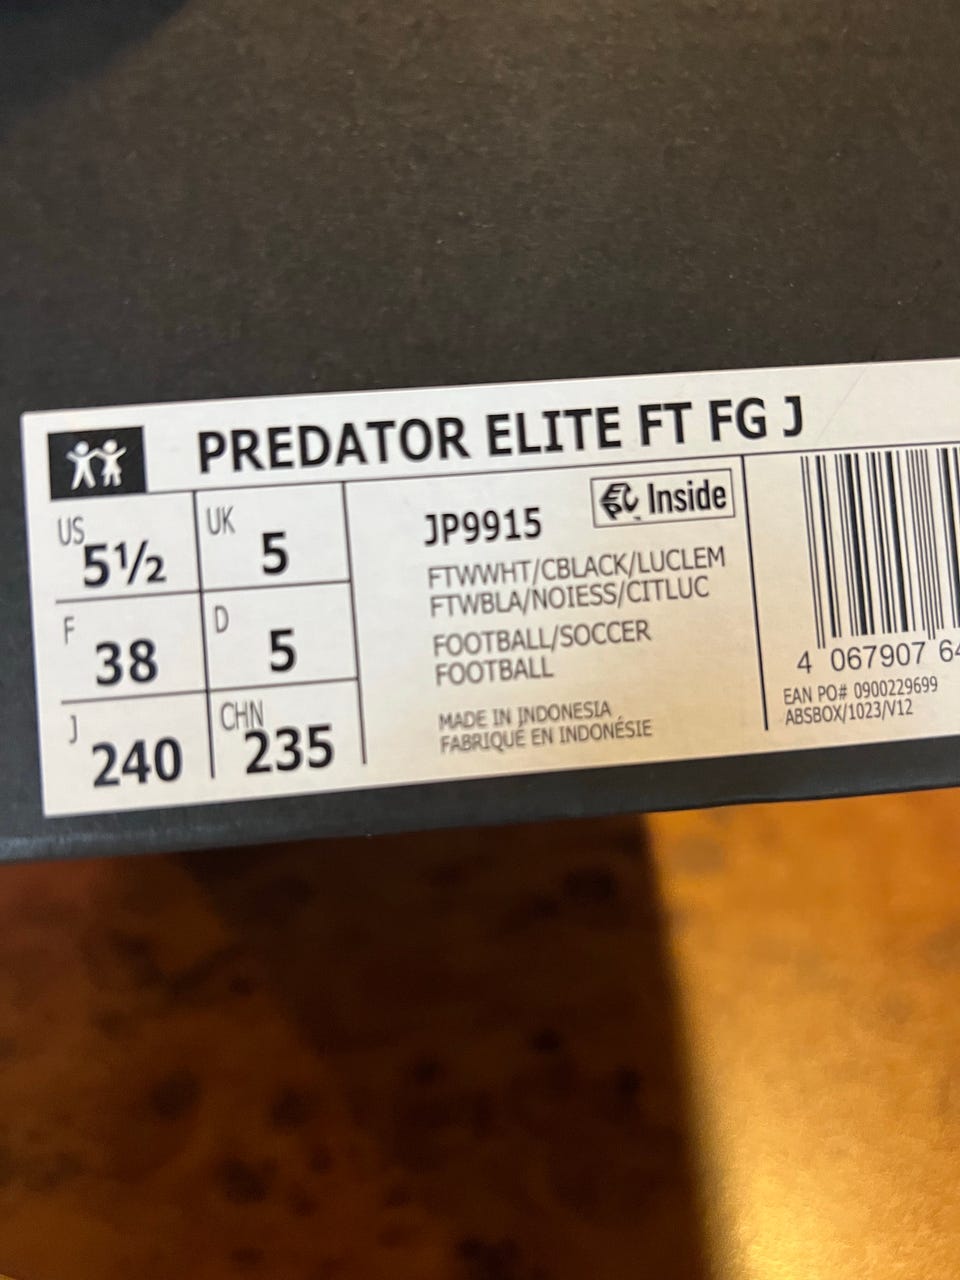 PREDATOR ELITE FT FG J
US 5½
UK 5
F 38
D 5
J 240
CHN 235
JP9915
Inside
FTWWHT/CBLACK/LUCLEM
FTWBLA/NOIESS/CITLUC
FOOTBALL/SOCCER
FOOTBALL
MADE IN INDONESIA
FABRIQUÉ EN INDONÉSIE
4 067907 64
EAN PO# 0900229699
ABSBOX/1023/V12